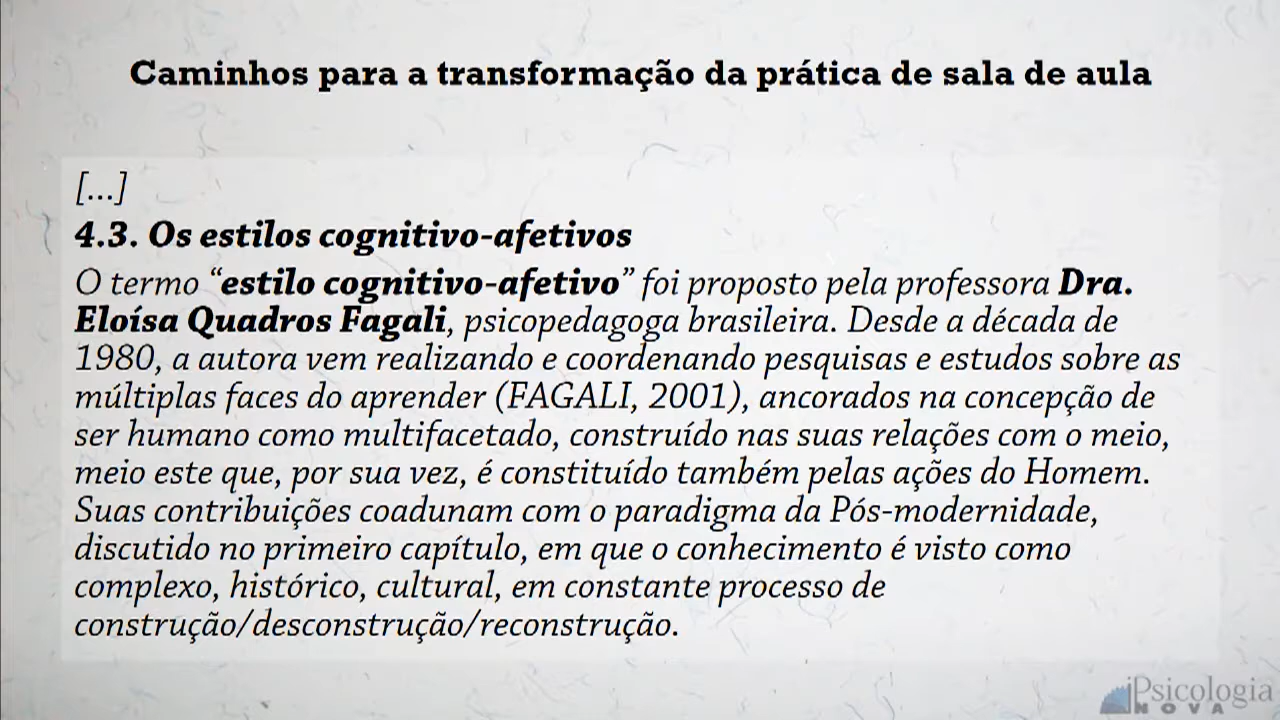 Caminhos para a transformação da prática de sala de aula
[...]
4.3. Os estilos cognitivo-afetivos
O termo “estilo cognitivo-afetivo” foi proposto pela professora Dra.
Eloísa Quadros Fagali, psicopedagoga brasileira. Desde a década de
1980, a autora vem realizando e coordenando pesquisas e estudos sobre as
múltiplas faces do aprender (FAGALI, 2001), ancorados na concepção de
ser humano como multifacetado, construído nas suas relações com o meio,
meio este que, por sua vez, é constituído também pelas ações do Homem.
Suas contribuições coadunam com o paradigma da Pós-modernidade,
discutido no primeiro capítulo, em que o conhecimento é visto como
complexo, histórico, cultural, em constante processo de
construção/desconstrução/reconstrução.
Psicologia
NOVA